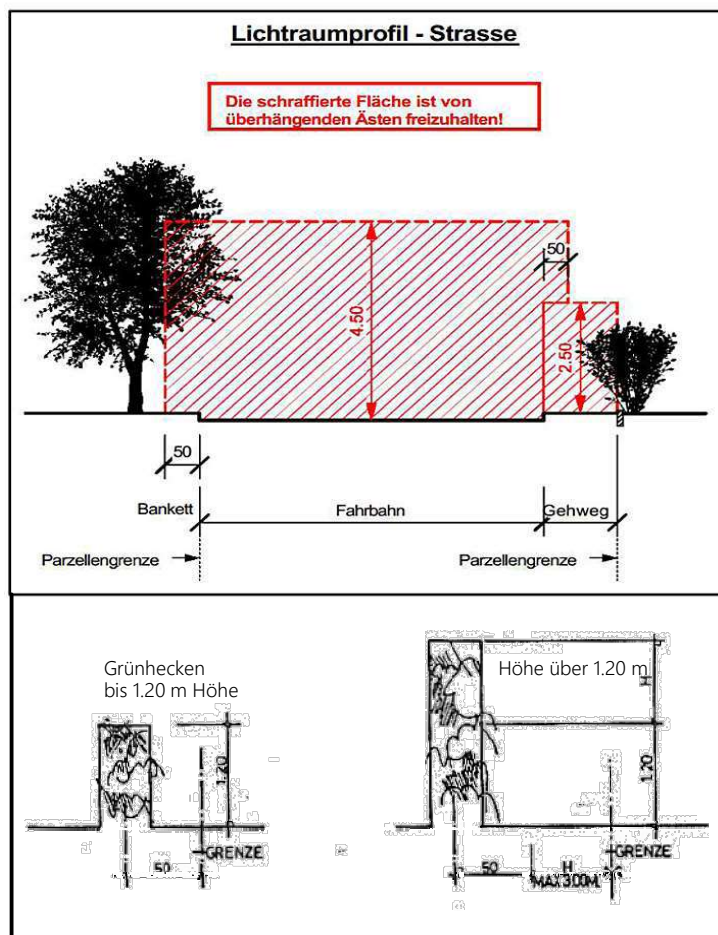 Lichtraumprofil - Strasse
Die schraffierte Fläche ist von
überhängenden Ästen freizuhalten!
50
4.50
2.50
50
Bankett
Fahrbahn
Gehweg
Parzellengrenze
Parzellengrenze
Grünhecken
bis 1.20 m Höhe
1.20
GRENZE
50
Höhe über 1.20 m
H
1.20
GRENZE
50
H
MAX 3.00M.